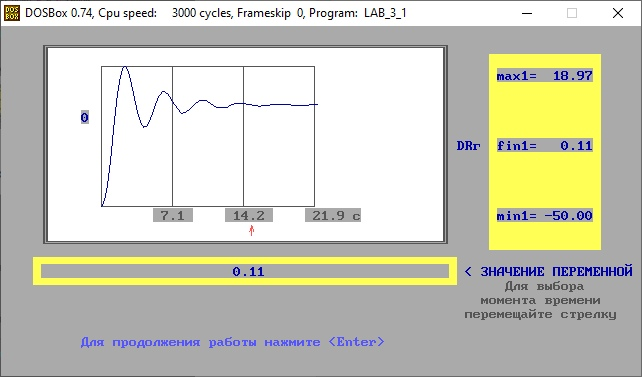 DOSBox 0.74, Cpu speed: 3000 cycles, Frameskip 0, Program: LAB_3_1
max1= 18.97
0
DRr fin1= 0.11
min1= -50.00
7.1 14.2 21.9 c
0.11
< ЗНАЧЕНИЕ ПЕРЕМЕННОЙ
Для выбора
момента времени
перемещайте стрелку
Для продолжения работы нажмите <Enter>